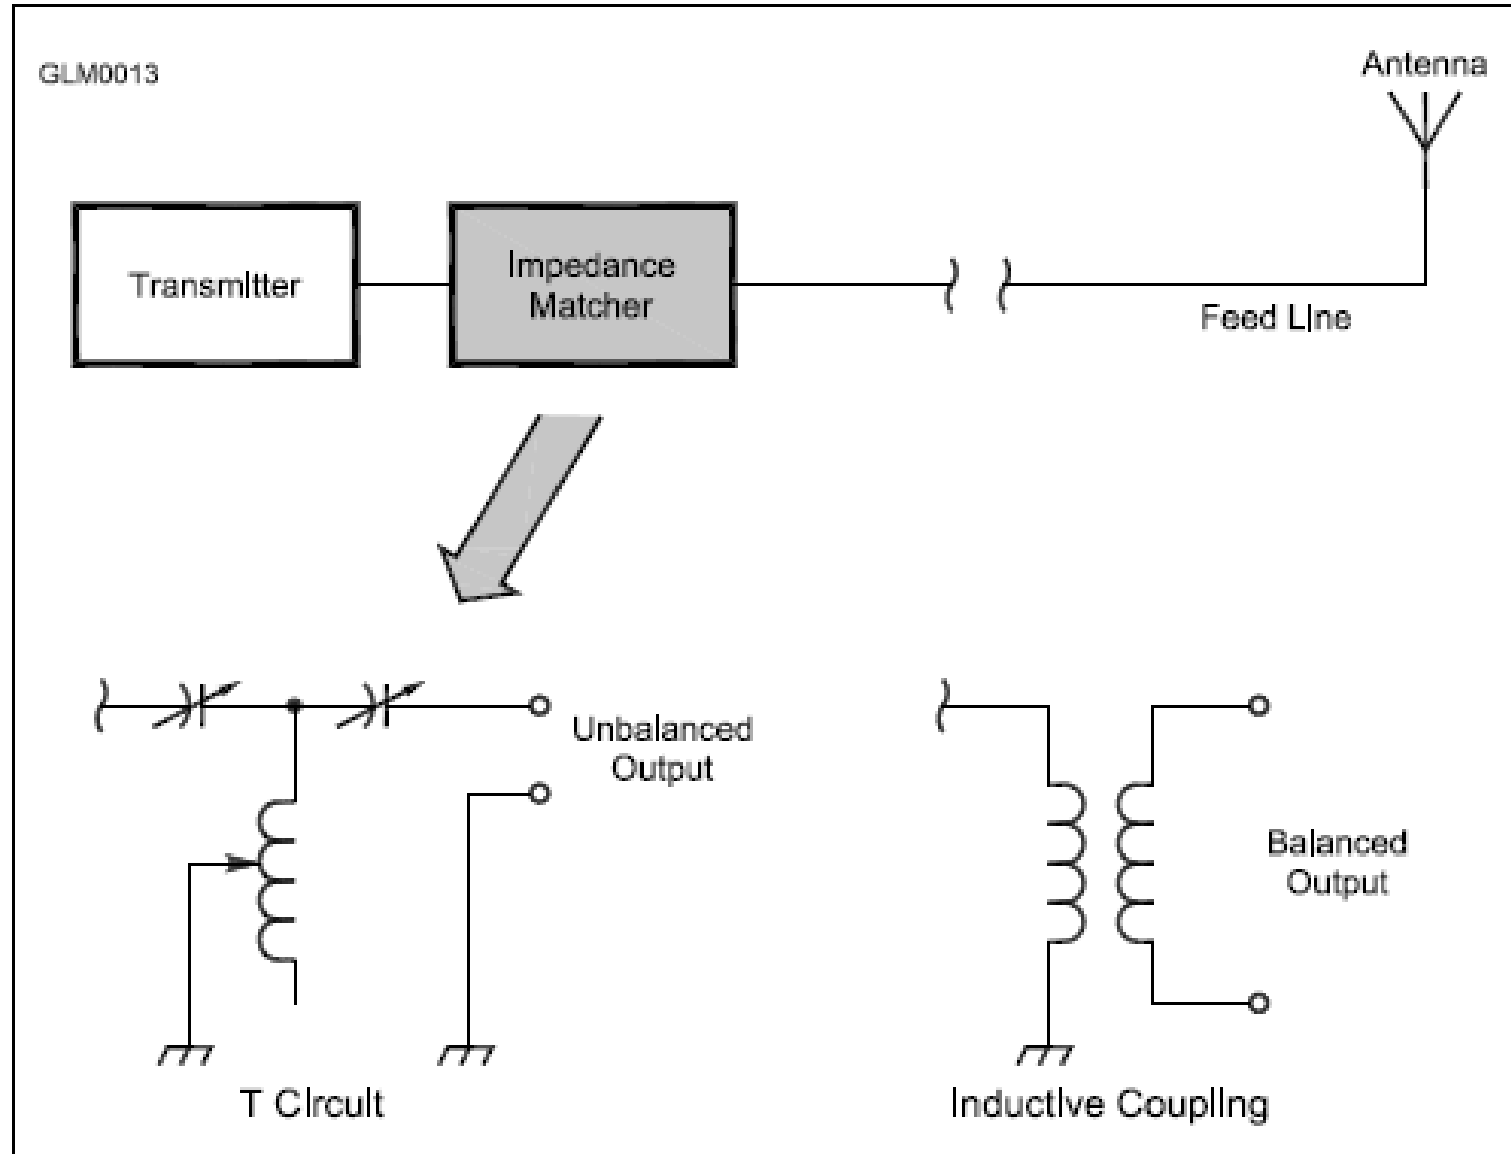 GLM0013
Antenna
Transmitter
Impedance
Matcher
Feed Line
Unbalanced
Output
Balanced
Output
T Circuit
Inductive Coupling